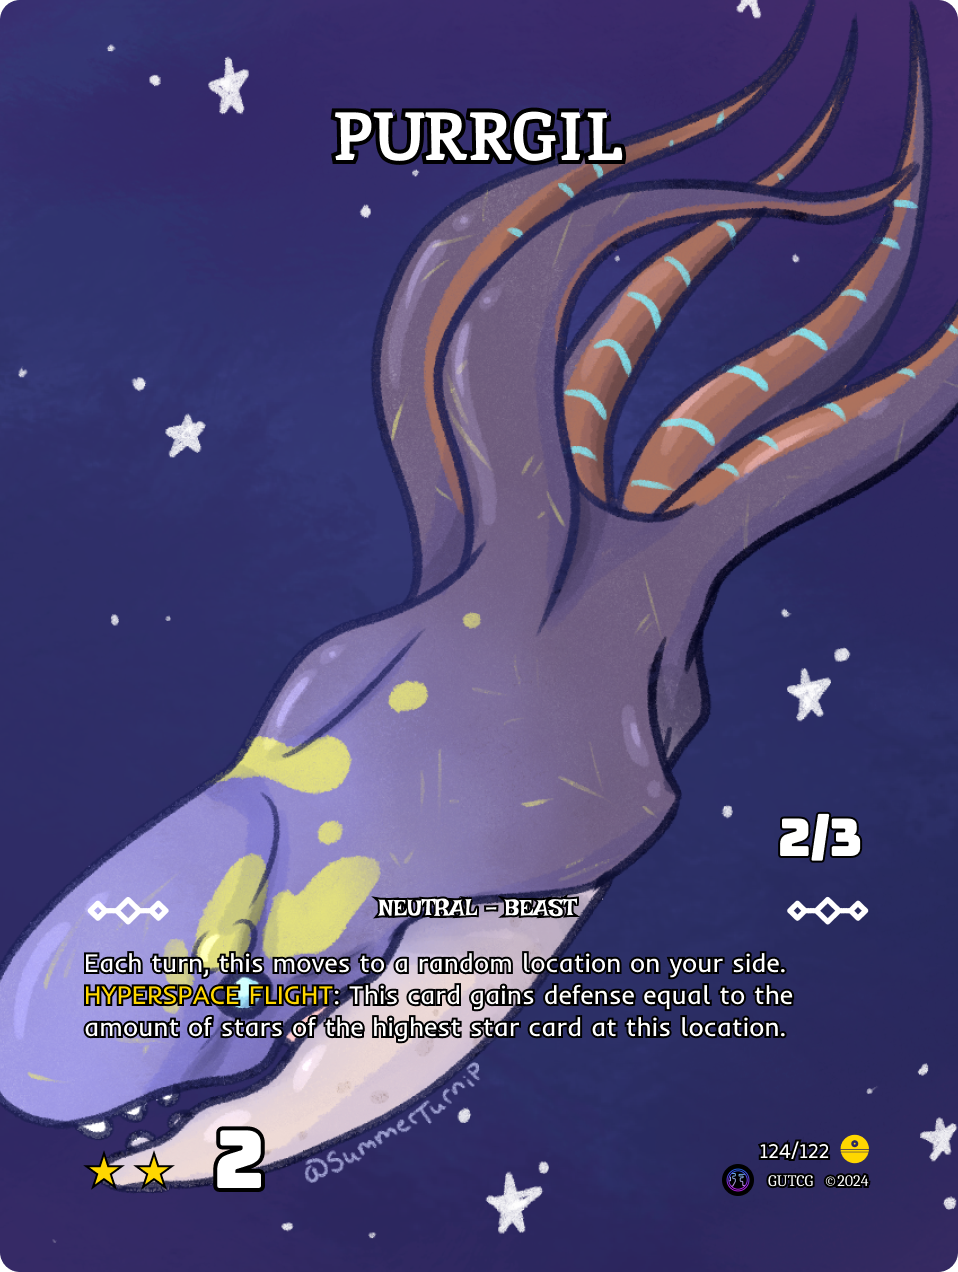 PURRGIL
2/3
NEUTRAL - BEAST
Each turn, this moves to a random location on your side.
HYPERSPACE FLIGHT: This card gains defense equal to the
amount of stars of the highest star card at this location.
@SummerTurnip
2
124/122
GUTCG ©2024